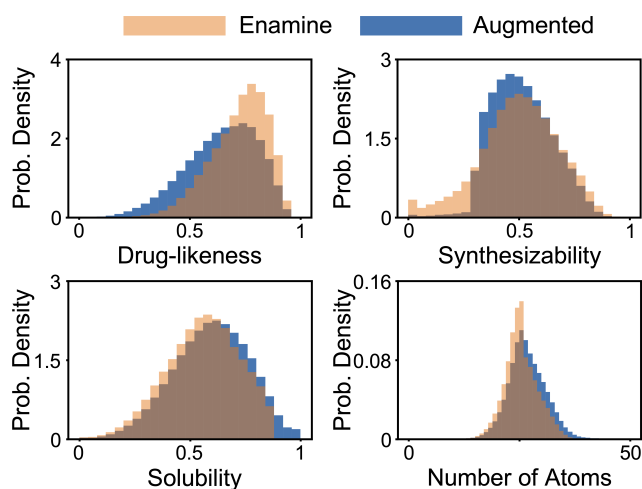 Enamine Augmented
Prob. Density
4
2
0
0 0.5 1
Drug-likeness
Prob. Density
3
1.5
0
0 0.5 1
Synthesizability
Prob. Density
3
1.5
0
0 0.5 1
Solubility
Prob. Density
0.16
0.08
0
0 25 50
Number of Atoms